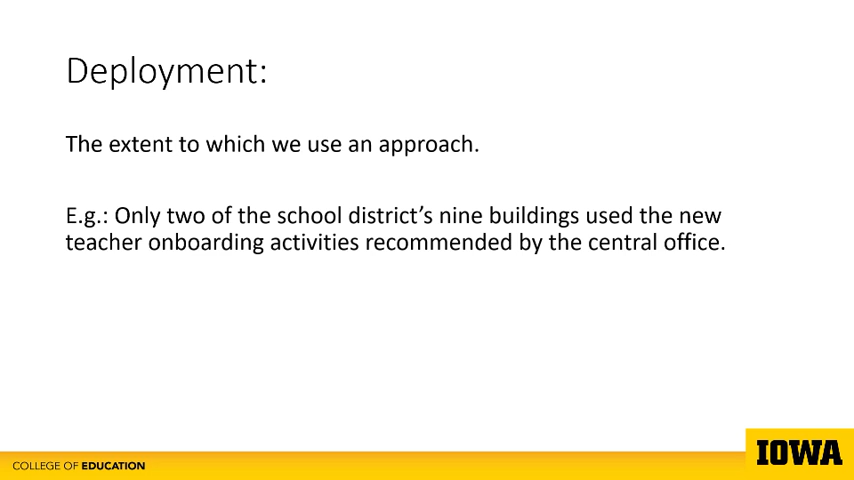 Deployment:
The extent to which we use an approach.
E.g.: Only two of the school district’s nine buildings used the new
teacher onboarding activities recommended by the central office.
COLLEGE OF EDUCATION
IOWA